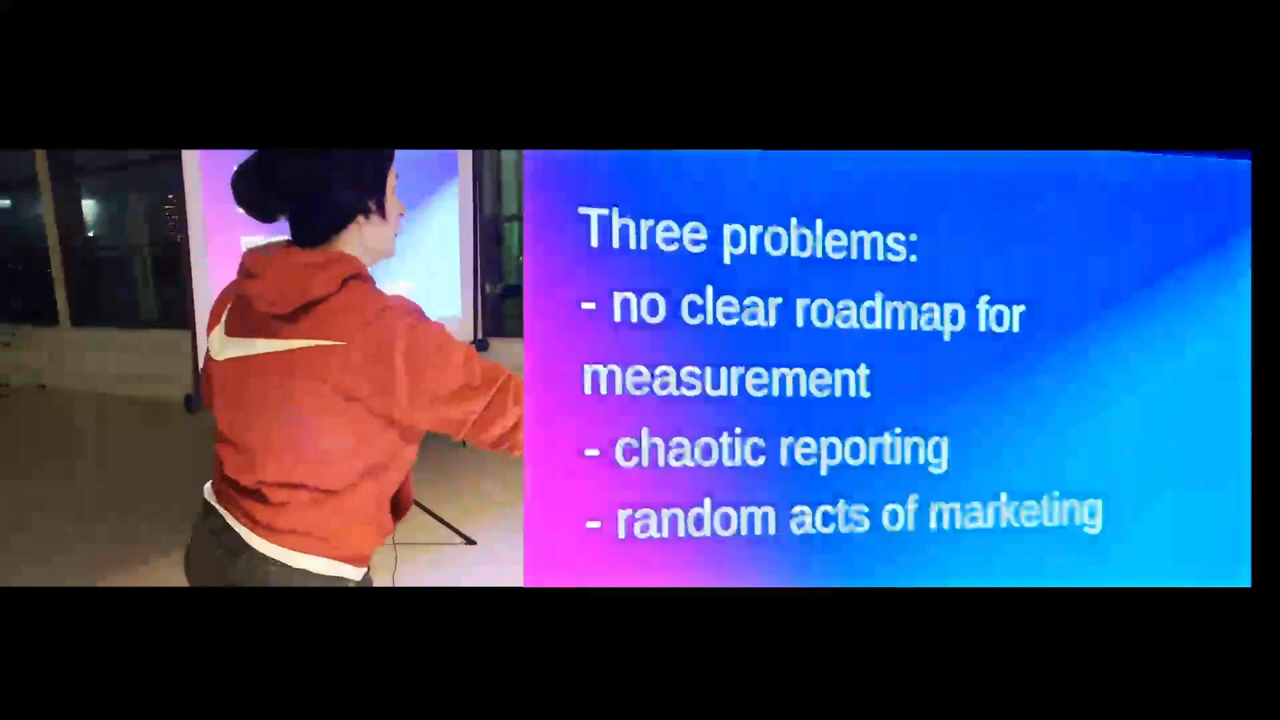 Three problems:
- no clear roadmap for
measurement
- chaotic reporting
- random acts of marketing